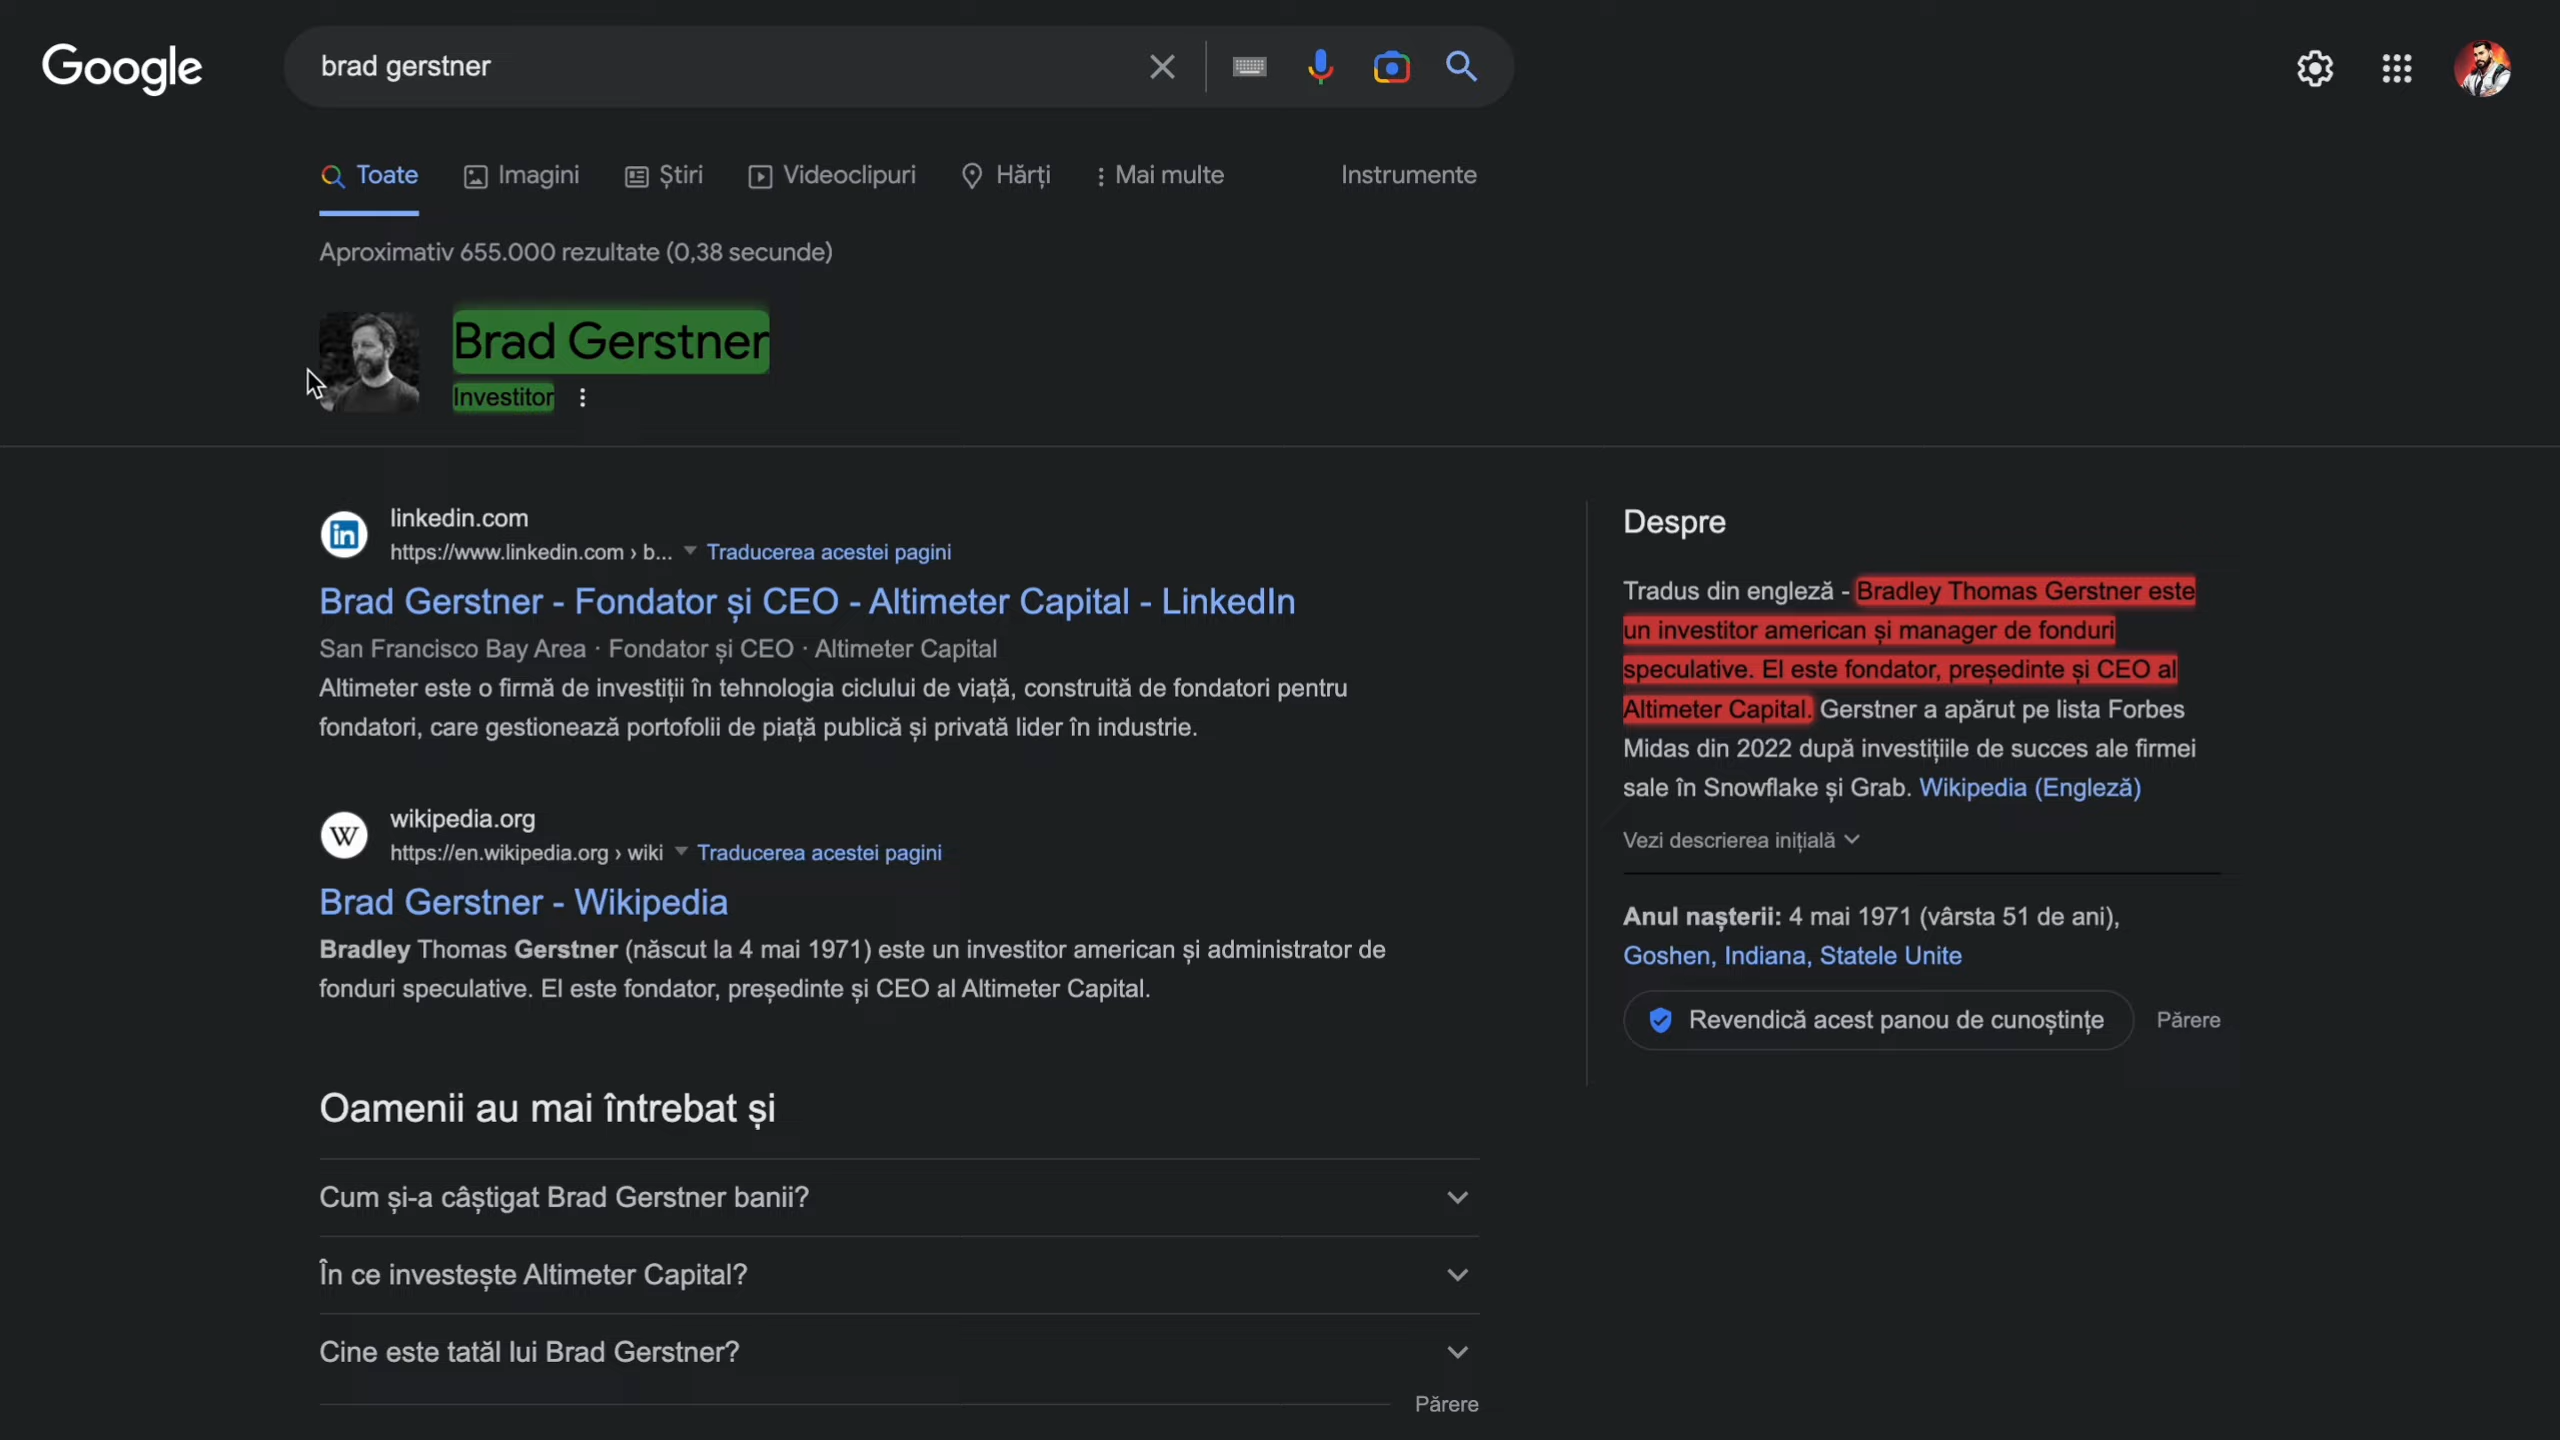 Google
brad gerstner
Toate
Imagini
Știri
Videoclipuri
Hărți
Mai multe
Instrumente
Aproximativ 655.000 rezultate (0,38 secunde)
Brad Gerstner
Investitor
linkedin.com
https://www.linkedin.com › b... Traducerea acestei pagini
Brad Gerstner - Fondator și CEO - Altimeter Capital - LinkedIn
San Francisco Bay Area · Fondator și CEO · Altimeter Capital
Altimeter este o firmă de investiții în tehnologia ciclului de viață, construită de fondatori pentru
fondatori, care gestionează portofolii de piață publică și privată lider în industrie.
W
wikipedia.org
https://en.wikipedia.org › wiki Traducerea acestei pagini
Brad Gerstner - Wikipedia
Bradley Thomas Gerstner (născut la 4 mai 1971) este un investitor american și administrator de
fonduri speculative. El este fondator, președinte și CEO al Altimeter Capital.
Oamenii au mai întrebat și
Cum și-a câștigat Brad Gerstner banii?
În ce investește Altimeter Capital?
Cine este tatăl lui Brad Gerstner?
Părere
Despre
Tradus din engleză - Bradley Thomas Gerstner este
un investitor american și manager de fonduri
speculative. El este fondator, președinte și CEO al
Altimeter Capital. Gerstner a apărut pe lista Forbes
Midas din 2022 după investițiile de succes ale firmei
sale în Snowflake și Grab. Wikipedia (Engleză)
Vezi descrierea inițială
Anul nașterii: 4 mai 1971 (vârsta 51 de ani),
Goshen, Indiana, Statele Unite
Revendică acest panou de cunoștințe
Părere